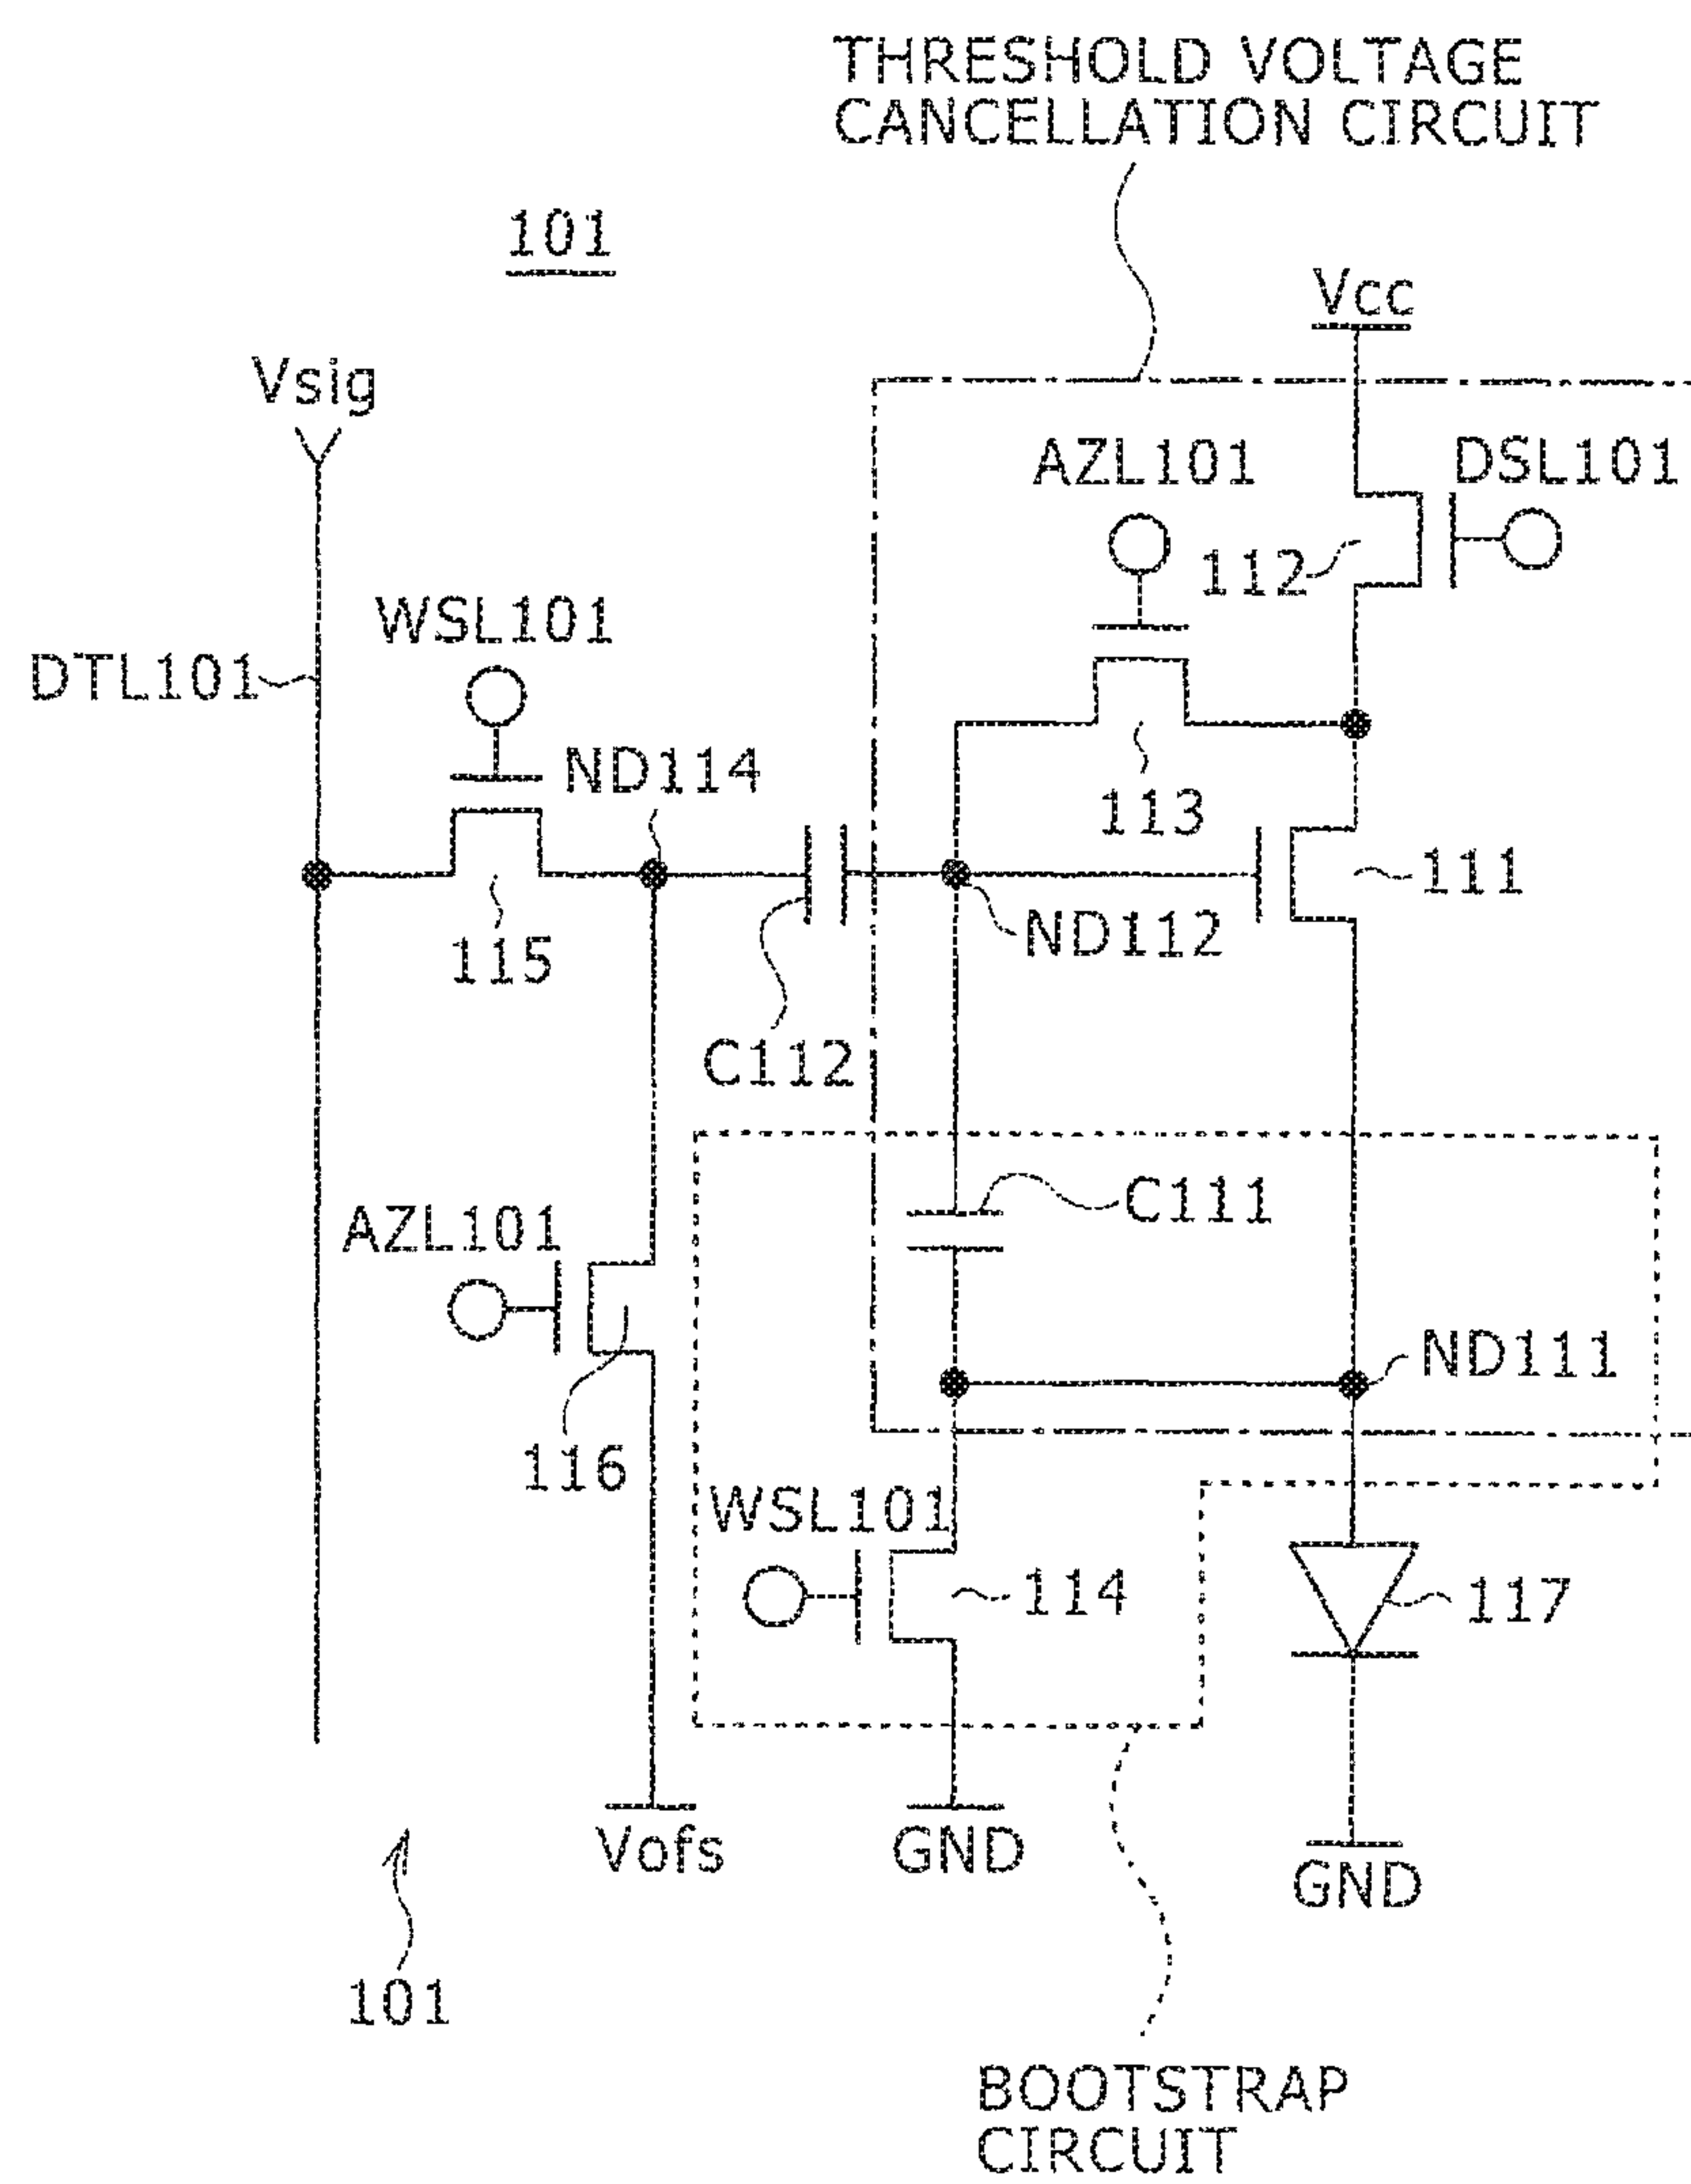 THRESHOLD VOLTAGE
CANCELLATION CIRCUIT
101
Vcc
Vsig
AZL101
DSL101
112
WSL101
DTL101
ND114
113
111
ND112
115
C112
C111
AZL101
ND111
116
WSL101
114
117
Vofs
GND
GND
101
BOOTSTRAP
CIRCUIT